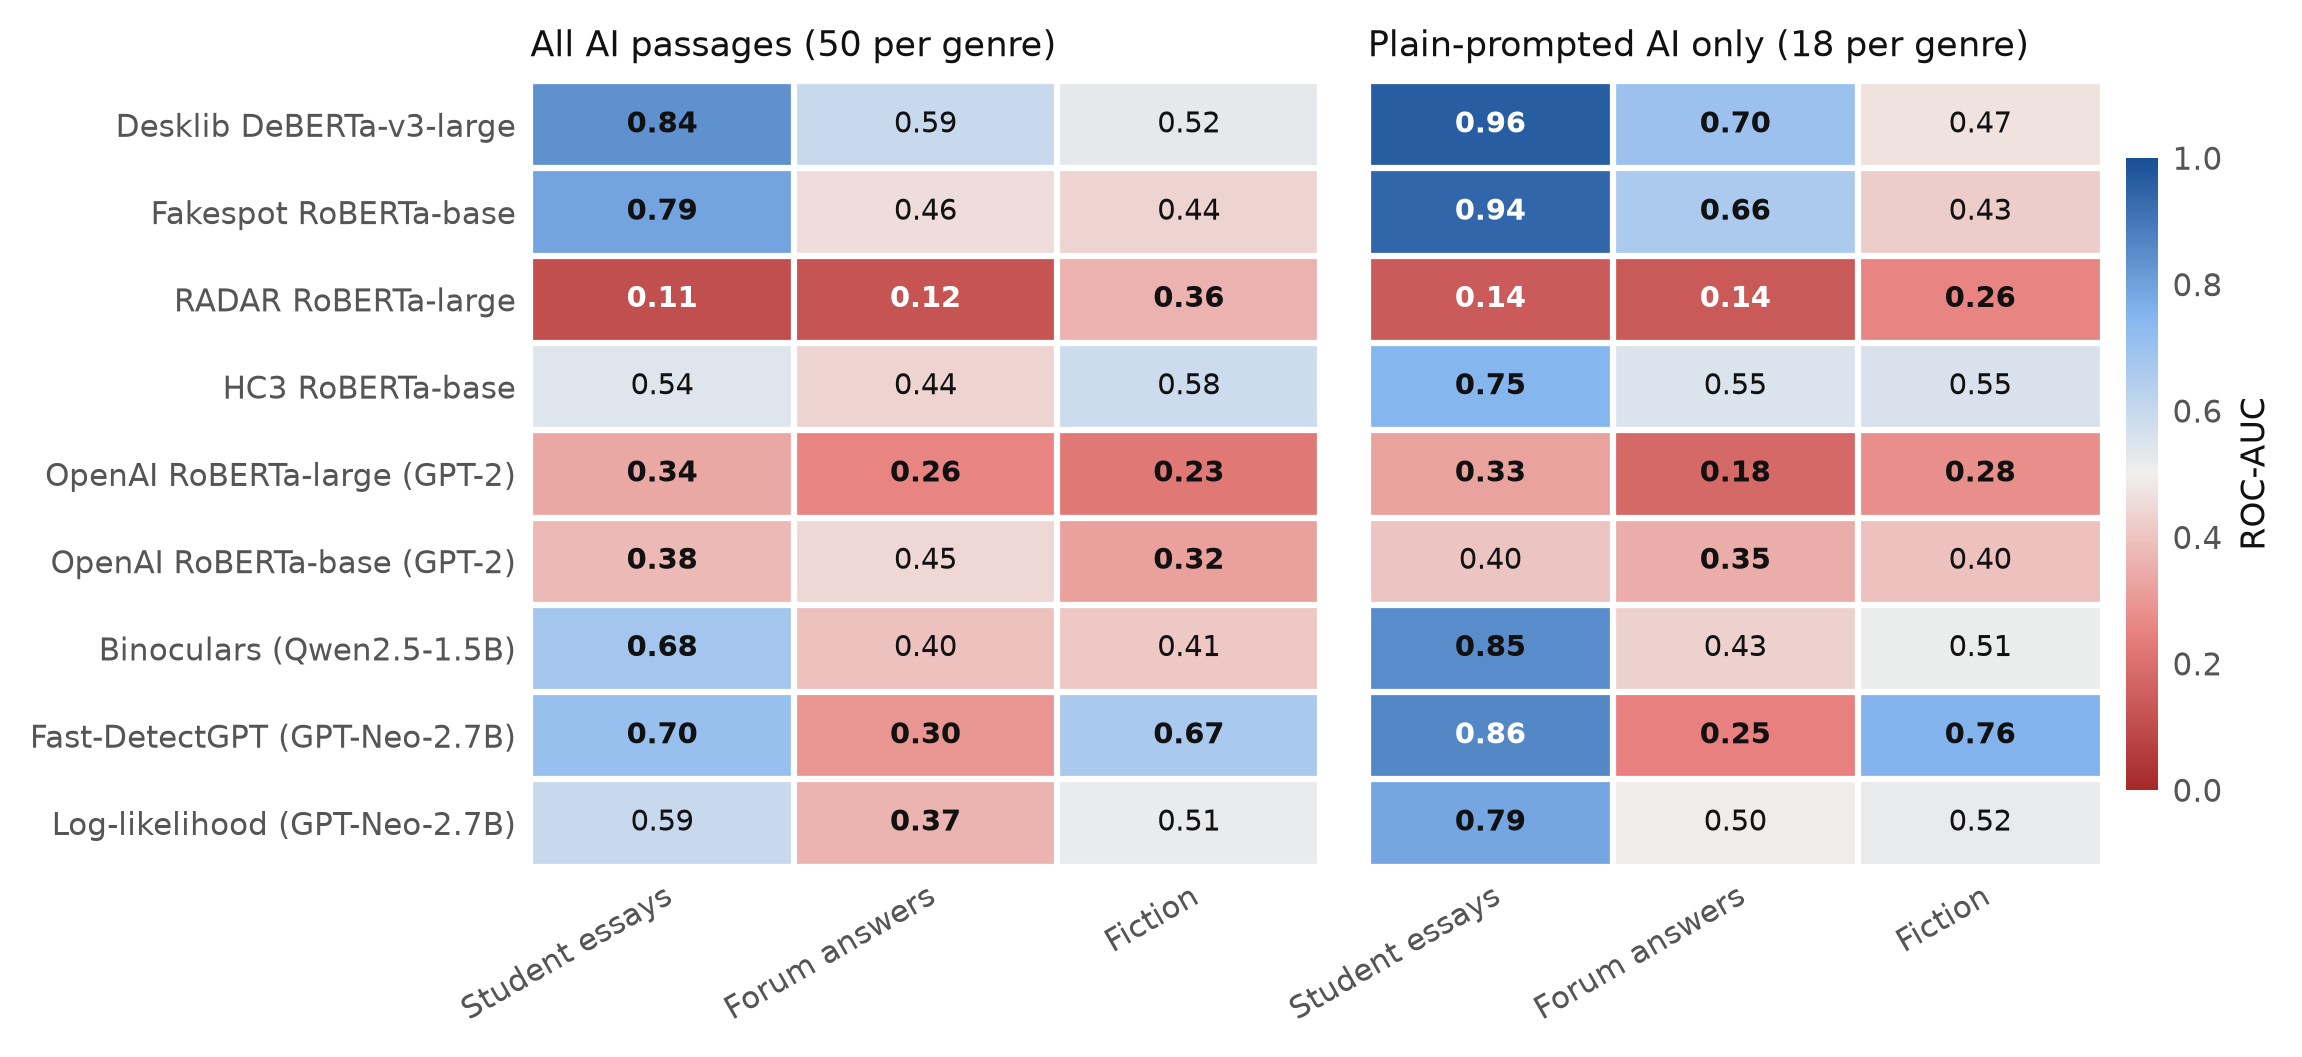 All AI passages (50 per genre)
Plain-prompted AI only (18 per genre)
Desklib DeBERTa-v3-large 0.84 0.59 0.52 0.96 0.70 0.47
Fakespot RoBERTa-base 0.79 0.46 0.44 0.94 0.66 0.43
RADAR RoBERTa-large 0.11 0.12 0.36 0.14 0.14 0.26
HC3 RoBERTa-base 0.54 0.44 0.58 0.75 0.55 0.55
OpenAI RoBERTa-large (GPT-2) 0.34 0.26 0.23 0.33 0.18 0.28
OpenAI RoBERTa-base (GPT-2) 0.38 0.45 0.32 0.40 0.35 0.40
Binoculars (Qwen2.5-1.5B) 0.68 0.40 0.41 0.85 0.43 0.51
Fast-DetectGPT (GPT-Neo-2.7B) 0.70 0.30 0.67 0.86 0.25 0.76
Log-likelihood (GPT-Neo-2.7B) 0.59 0.37 0.51 0.79 0.50 0.52
Student essays
Forum answers
Fiction
Student essays
Forum answers
Fiction
1.0
0.8
0.6
0.4
0.2
0.0
ROC-AUC